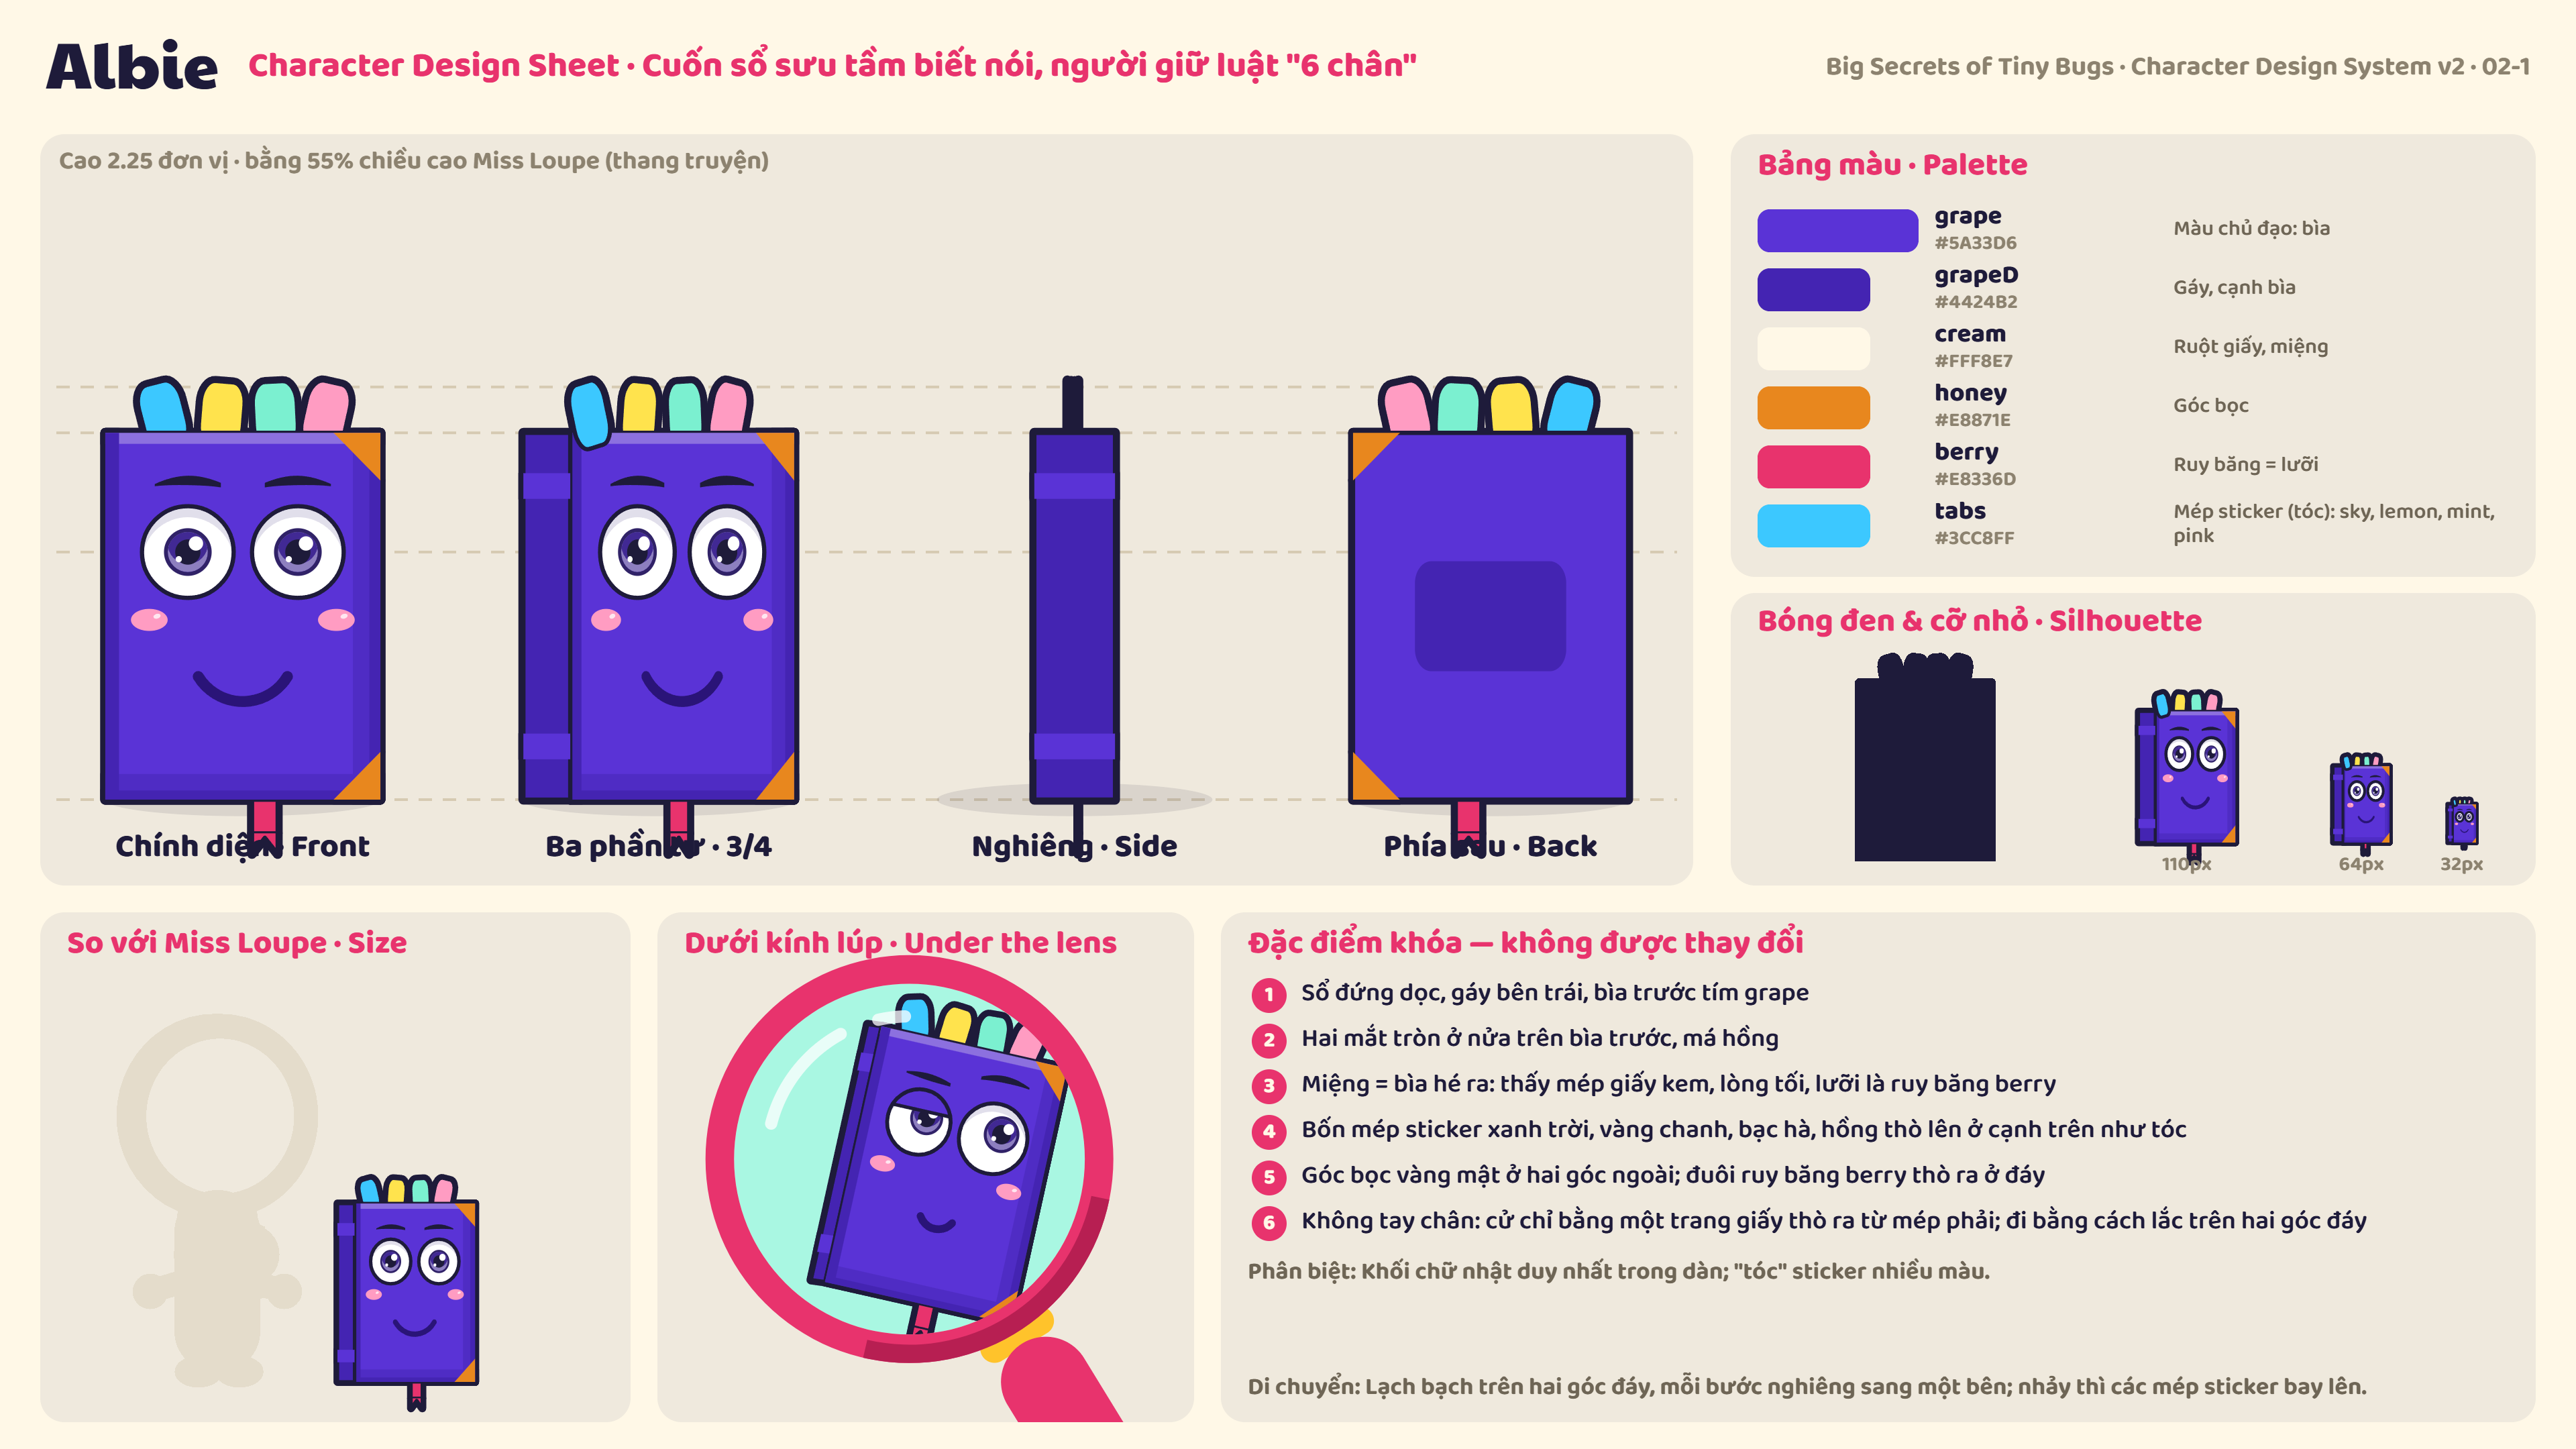 Albie
Character Design Sheet · Cuốn sổ sưu tầm biết nói, người giữ luật "6 chân"
Big Secrets of Tiny Bugs · Character Design System v2 · 02-1
Cao 2.25 đơn vị · bằng 55% chiều cao Miss Loupe (thang truyện)
Chính · Front
Ba phần · 3/4
Nghiêng · Side
Phía · Back
Bảng màu · Palette
grape
#5A33D6
Màu chủ đạo: bìa
grapeD
#4424B2
Gáy, cạnh bìa
cream
#FFF8E7
Ruột giấy, miệng
honey
#E8871E
Góc bọc
berry
#E8336D
Ruy băng = lưỡi
tabs
#3CC8FF
Mép sticker (tóc): sky, lemon, mint,
pink
Bóng đen & cỡ nhỏ · Silhouette
110px
64px
32px
So với Miss Loupe · Size
Dưới kính lúp · Under the lens
Đặc điểm khóa — không được thay đổi
1 Sổ đứng dọc, gáy bên trái, bìa trước tím grape
2 Hai mắt tròn ở nửa trên bìa trước, má hồng
3 Miệng = bìa hé ra: thấy mép giấy kem, lòng tối, lưỡi là ruy băng berry
4 Bốn mép sticker xanh trời, vàng chanh, bạc hà, hồng thò lên ở cạnh trên như tóc
5 Góc bọc vàng mật ở hai góc ngoài; đuôi ruy băng berry thò ra ở đáy
6 Không tay chân: cử chỉ bằng một trang giấy thò ra từ mép phải; đi bằng cách lắc trên hai góc đáy
Phân biệt: Khối chữ nhật duy nhất trong dàn; "tóc" sticker nhiều màu.
Di chuyển: Lạch bạch trên hai góc đáy, mỗi bước nghiêng sang một bên; nhảy thì các mép sticker bay lên.